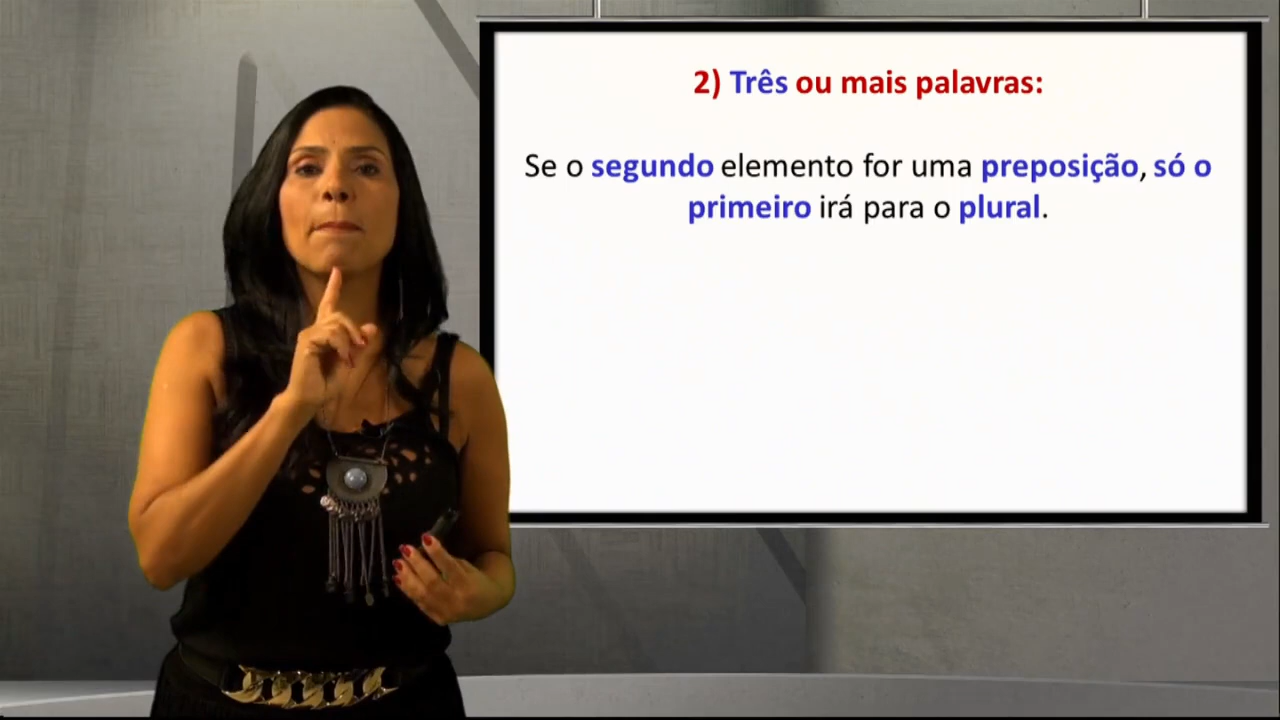 2) Três ou mais palavras:
Se o segundo elemento for uma preposição, só o
primeiro irá para o plural.